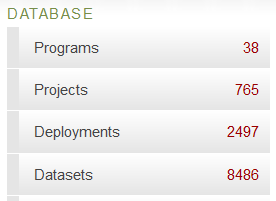 DATABASE
Programs 38
Projects 765
Deployments 2497
Datasets 8486